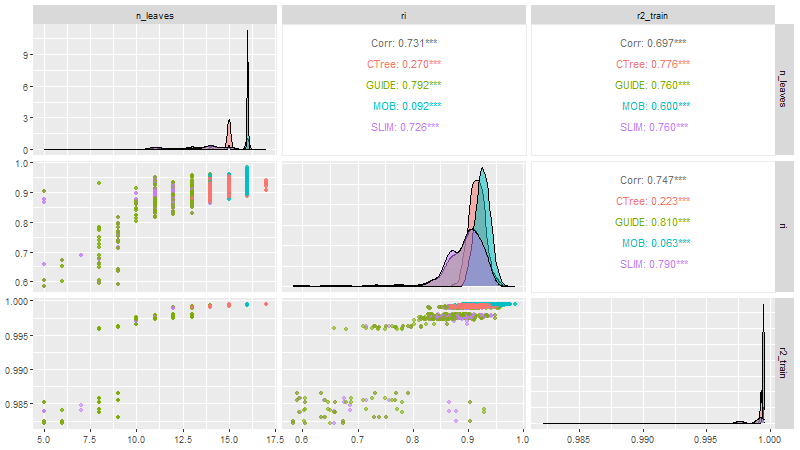 n_leaves ri r2_train
9
6
3
0
Corr: 0.731***
CTree: 0.270***
GUIDE: 0.792***
MOB: 0.092***
SLIM: 0.726***
Corr: 0.697***
CTree: 0.776***
GUIDE: 0.760***
MOB: 0.600***
SLIM: 0.760***
n_leaves
1.0
0.9
0.8
0.7
0.6
Corr: 0.747***
CTree: 0.223***
GUIDE: 0.810***
MOB: 0.063***
SLIM: 0.790***
ri
1.000
0.995
0.990
0.985
r2_train
5.0 7.5 10.0 12.5 15.0 17.5
0.6 0.7 0.8 0.9 1.0
0.985 0.990 0.995 1.000